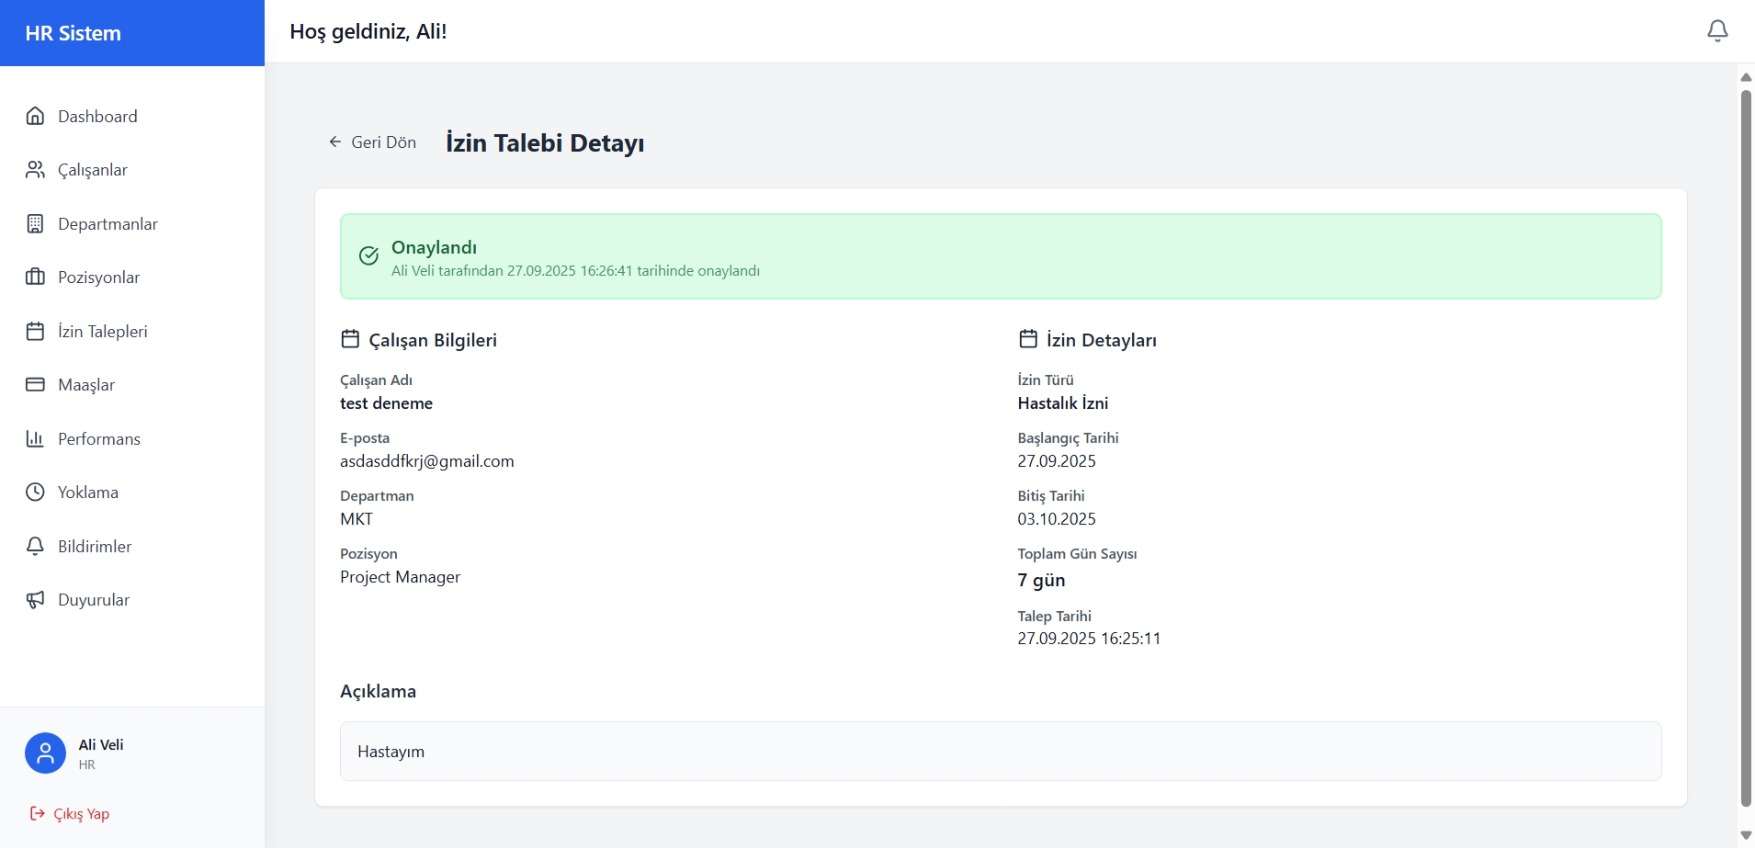 HR Sistem
Hoş geldiniz, Ali!
Dashboard
Çalışanlar
Departmanlar
Pozisyonlar
İzin Talepleri
Maaşlar
Performans
Yoklama
Bildirimler
Duyurular
Ali Veli
HR
Çıkış Yap
Geri Dön
İzin Talebi Detayı
Onaylandı
Ali Veli tarafından 27.09.2025 16:26:41 tarihinde onaylandı
Çalışan Bilgileri
Çalışan Adı
test deneme
E-posta
asdasddfkrj@gmail.com
Departman
MKT
Pozisyon
Project Manager
İzin Detayları
İzin Türü
Hastalık İzni
Başlangıç Tarihi
27.09.2025
Bitiş Tarihi
03.10.2025
Toplam Gün Sayısı
7 gün
Talep Tarihi
27.09.2025 16:25:11
Açıklama
Hastayım